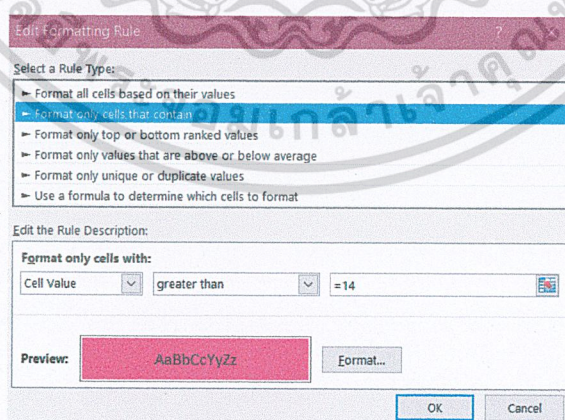 Edit Formatting Rule ? X
Select a Rule Type:
► Format all cells based on their values
► Format only cells that contain
► Format only top or bottom ranked values
► Format only values that are above or below average
► Format only unique or duplicate values
► Use a formula to determine which cells to format
Edit the Rule Description:
Format only cells with:
Cell Value greater than =14
Preview: AaBbCcYyZz Format...
OK Cancel